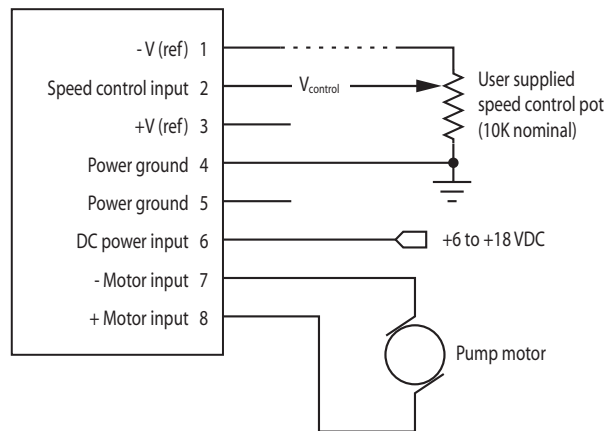 - V (ref) 1
Speed control input 2
V control
+V (ref) 3
Power ground 4
Power ground 5
DC power input 6
- Motor input 7
+ Motor input 8
User supplied
speed control pot
(10K nominal)
+6 to +18 VDC
Pump motor